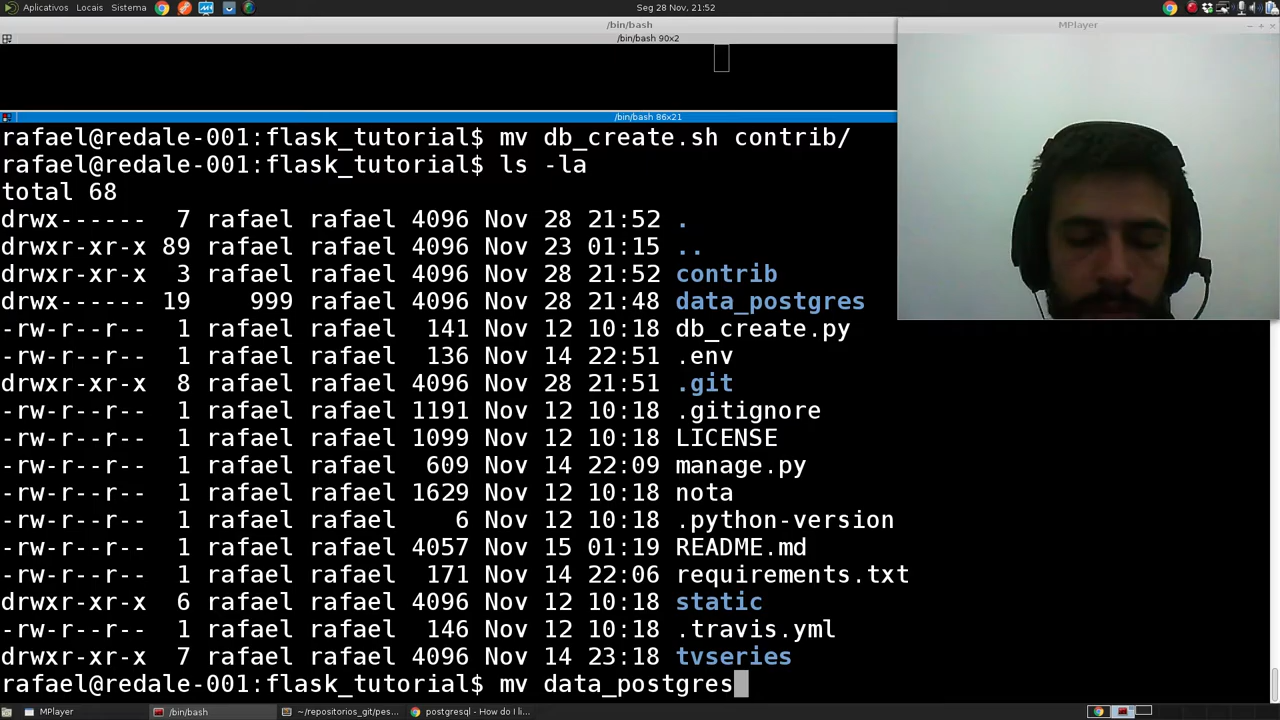 Aplicativos Locais Sistema Seg 28 Nov, 21:52
/bin/bash
/bin/bash 90x2
MPlayer
/bin/bash 86x21
rafael@redale-001:flask_tutorial$ mv db_create.sh contrib/
rafael@redale-001:flask_tutorial$ ls -la
total 68
drwx------ 7 rafael rafael 4096 Nov 28 21:52 .
drwxr-xr-x 89 rafael rafael 4096 Nov 23 01:15 ..
drwxr-xr-x 3 rafael rafael 4096 Nov 28 21:52 contrib
drwx------ 19 999 rafael 4096 Nov 28 21:48 data_postgres
-rw-r--r-- 1 rafael rafael 141 Nov 12 10:18 db_create.py
-rw-r--r-- 1 rafael rafael 136 Nov 14 22:51 .env
drwxr-xr-x 8 rafael rafael 4096 Nov 28 21:51 .git
-rw-r--r-- 1 rafael rafael 1191 Nov 12 10:18 .gitignore
-rw-r--r-- 1 rafael rafael 1099 Nov 12 10:18 LICENSE
-rw-r--r-- 1 rafael rafael 609 Nov 14 22:09 manage.py
-rw-r--r-- 1 rafael rafael 1629 Nov 12 10:18 nota
-rw-r--r-- 1 rafael rafael 6 Nov 12 10:18 .python-version
-rw-r--r-- 1 rafael rafael 4057 Nov 15 01:19 README.md
-rw-r--r-- 1 rafael rafael 171 Nov 14 22:06 requirements.txt
drwxr-xr-x 6 rafael rafael 4096 Nov 12 10:18 static
-rw-r--r-- 1 rafael rafael 146 Nov 12 10:18 .travis.yml
drwxr-xr-x 7 rafael rafael 4096 Nov 14 23:18 tvseries
rafael@redale-001:flask_tutorial$ mv data_postgres
MPlayer /bin/bash ~/repositorios_git/pes... postgresql - How do I li...